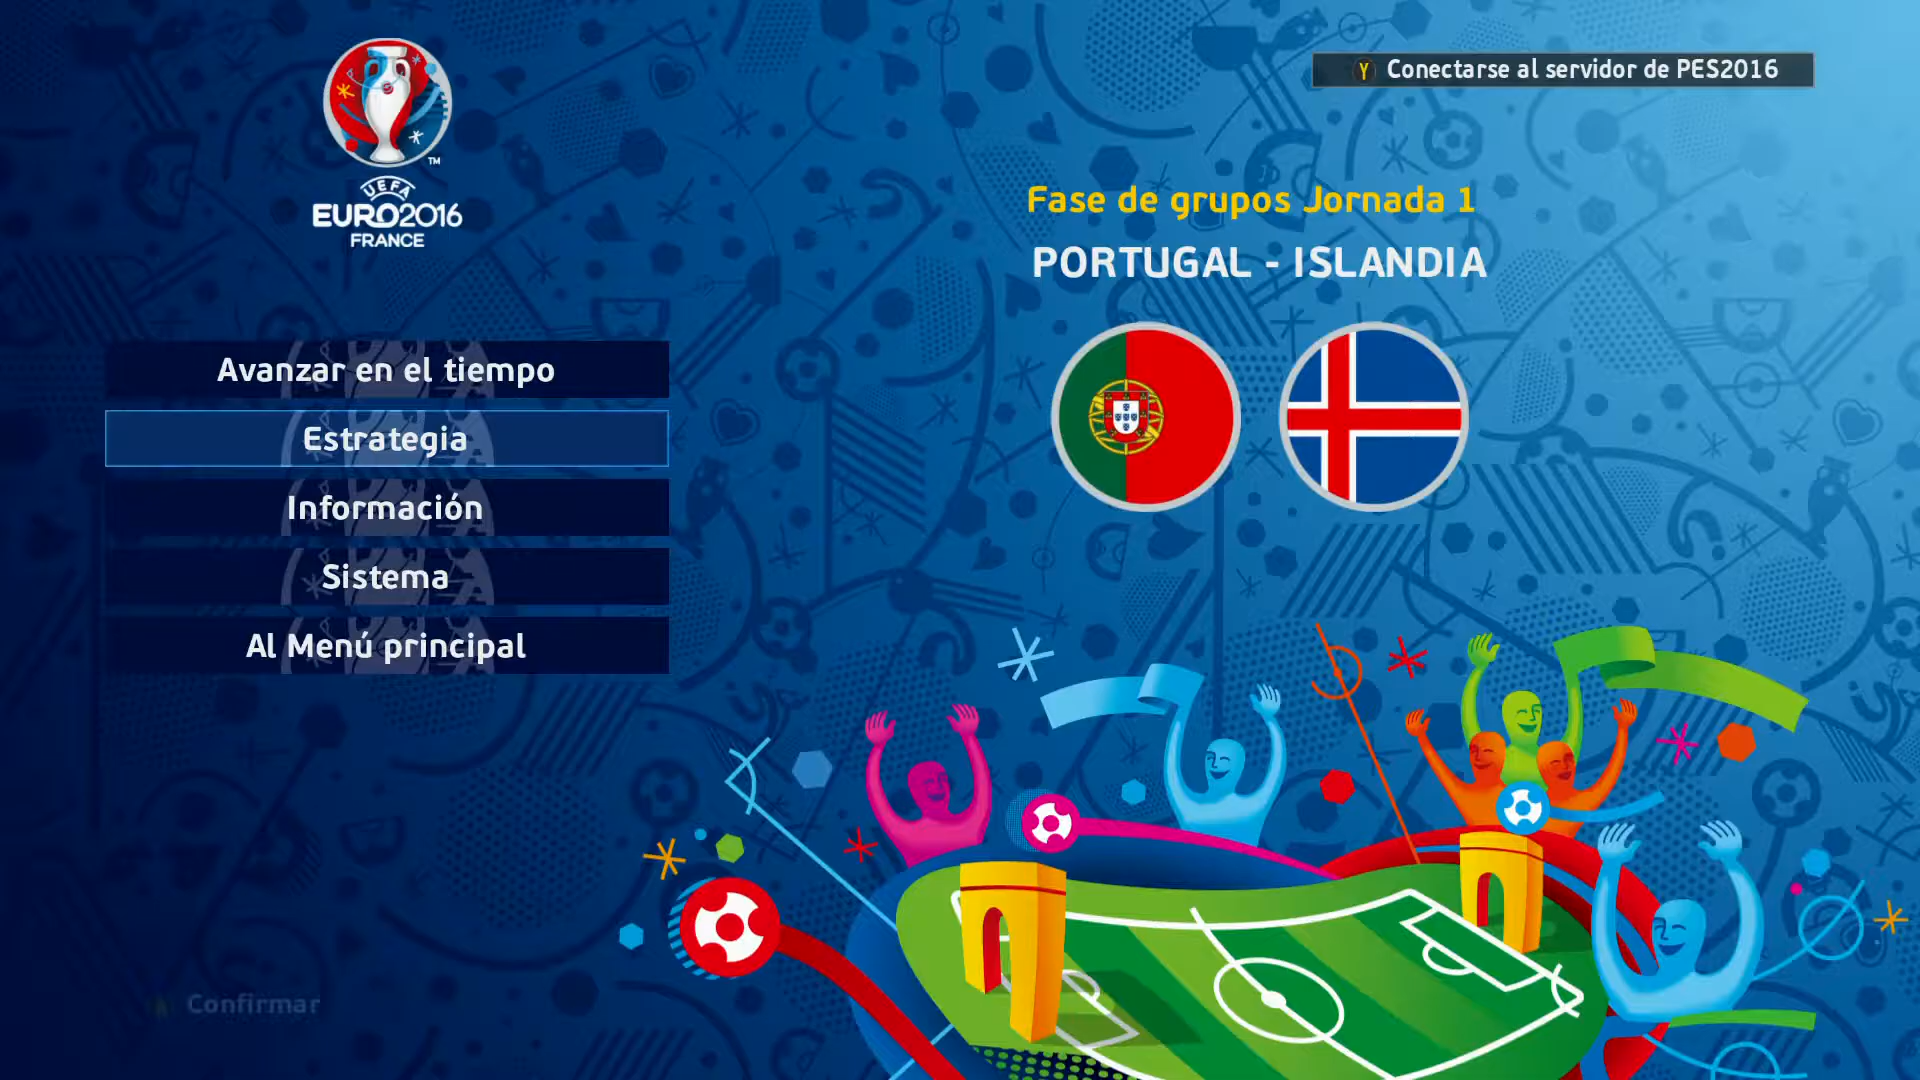 Y Conectarse al servidor de PES2016
TM
UEFA
EURO2016
FRANCE
Fase de grupos Jornada 1
PORTUGAL - ISLANDIA
Avanzar en el tiempo
Estrategia
Información
Sistema
Al Menú principal
A Confirmar